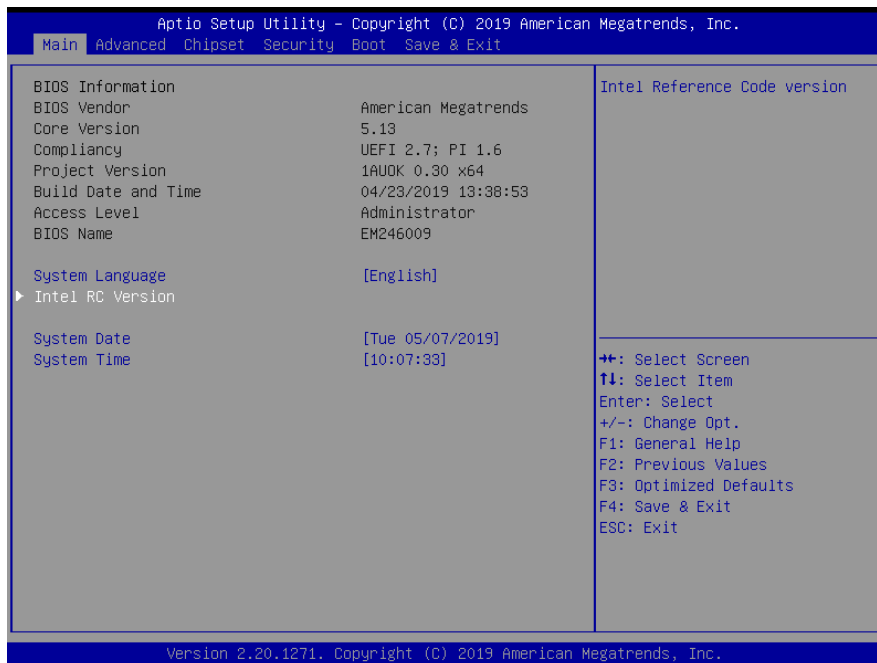 Aptio Setup Utility – Copyright (C) 2019 American Megatrends, Inc.
Main Advanced Chipset Security Boot Save & Exit
BIOS Information
BIOS Vendor American Megatrends
Core Version 5.13
Compliancy UEFI 2.7; PI 1.6
Project Version 1AUOK 0.30 x64
Build Date and Time 04/23/2019 13:38:53
Access Level Administrator
BIOS Name EM246009
System Language [English]
▶ Intel RC Version
System Date [Tue 05/07/2019]
System Time [10:07:33]
Intel Reference Code version
→←: Select Screen
↑↓: Select Item
Enter: Select
+/-: Change Opt.
F1: General Help
F2: Previous Values
F3: Optimized Defaults
F4: Save & Exit
ESC: Exit
Version 2.20.1271. Copyright (C) 2019 American Megatrends, Inc.